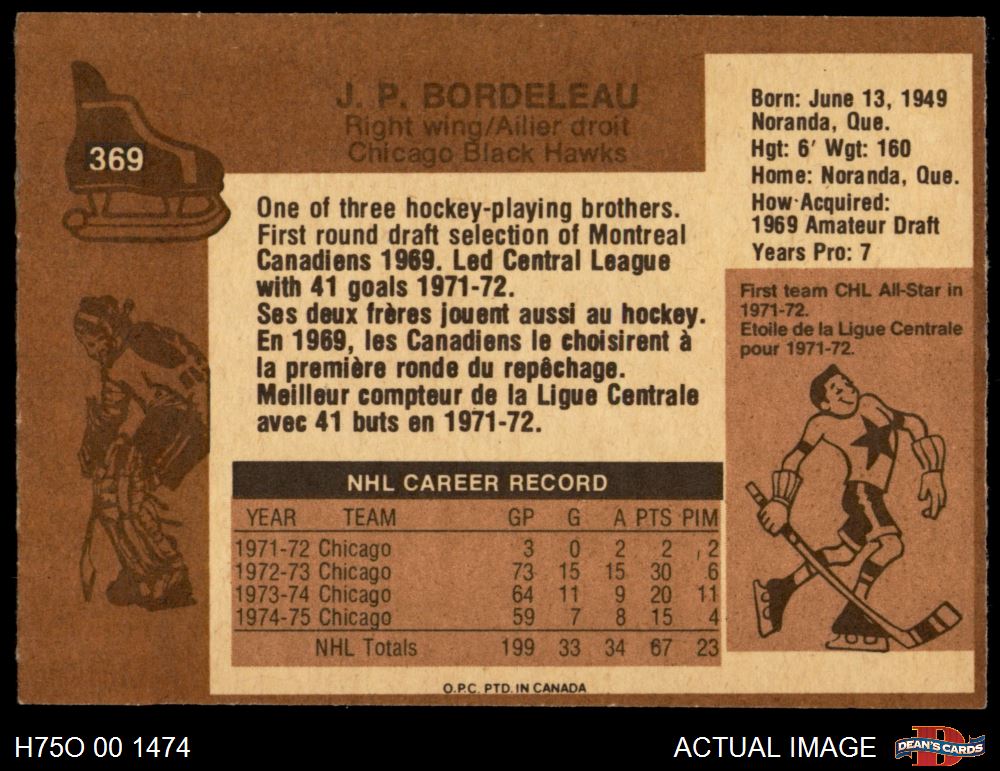 369
J. P. BORDELEAU
Right wing/Ailier droit
Chicago Black Hawks
Born: June 13, 1949
Noranda, Que.
Hgt: 6' Wgt: 160
Home: Noranda, Que.
How Acquired:
1969 Amateur Draft
Years Pro: 7
One of three hockey-playing brothers.
First round draft selection of Montreal
Canadiens 1969. Led Central League
with 41 goals 1971-72.
Ses deux frères jouent aussi au hockey.
En 1969, les Canadiens le choisirent à
la première ronde du repêchage.
Meilleur compteur de la Ligue Centrale
avec 41 buts en 1971-72.
First team CHL All-Star in
1971-72.
Etoile de la Ligue Centrale
pour 1971-72.
NHL CAREER RECORD
YEAR TEAM GP G A PTS PIM
1971-72 Chicago 3 0 2 2 2
1972-73 Chicago 73 15 15 30 6
1973-74 Chicago 64 11 9 20 11
1974-75 Chicago 59 7 8 15 4
NHL Totals 199 33 34 67 23
O.P.C. PTD. IN CANADA
H75O 00 1474
ACTUAL IMAGE
D
DEAN'S CARDS